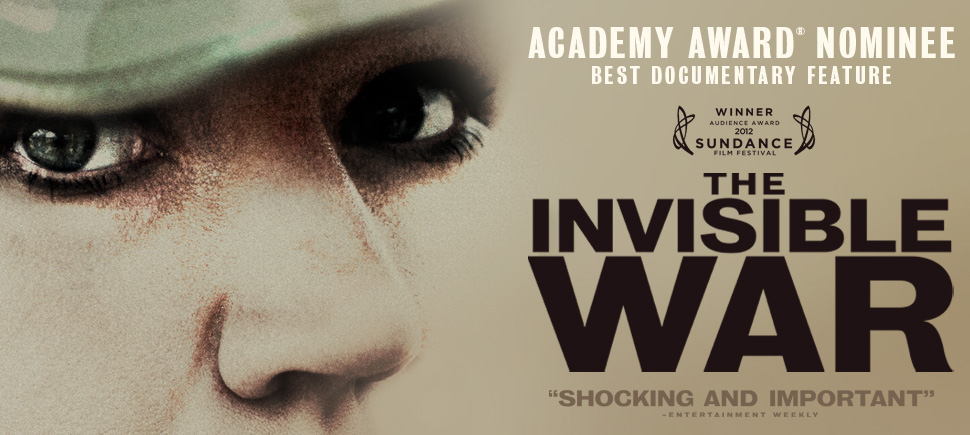 ACADEMY AWARD® NOMINEE
BEST DOCUMENTARY FEATURE
WINNER
AUDIENCE AWARD
2012
SUNDANCE
FILM FESTIVAL
THE
INVISIBLE
WAR
“SHOCKING AND IMPORTANT”
-ENTERTAINMENT WEEKLY